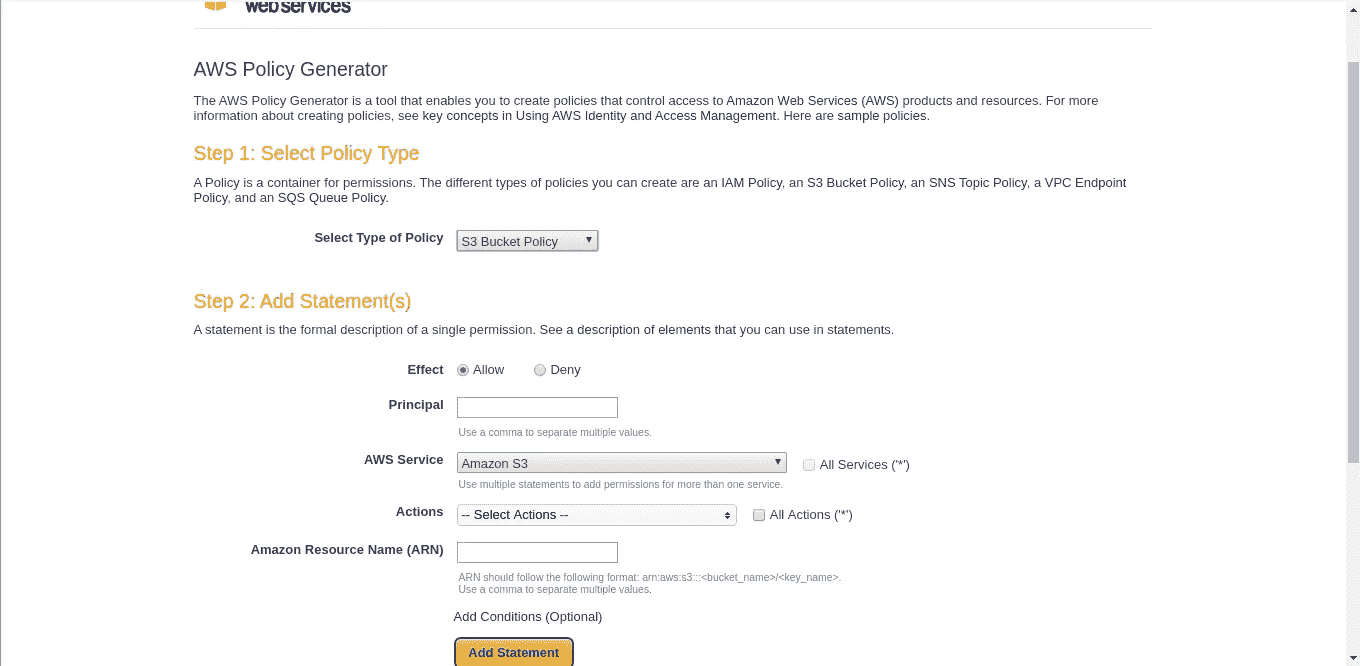 webservices
AWS Policy Generator
The AWS Policy Generator is a tool that enables you to create policies that control access to Amazon Web Services (AWS) products and resources. For more
information about creating policies, see key concepts in Using AWS Identity and Access Management. Here are sample policies.
Step 1: Select Policy Type
A Policy is a container for permissions. The different types of policies you can create are an IAM Policy, an S3 Bucket Policy, an SNS Topic Policy, a VPC Endpoint
Policy, and an SQS Queue Policy.
Select Type of Policy S3 Bucket Policy
Step 2: Add Statement(s)
A statement is the formal description of a single permission. See a description of elements that you can use in statements.
Effect Allow Deny
Principal
Use a comma to separate multiple values.
AWS Service Amazon S3 All Services ('*')
Use multiple statements to add permissions for more than one service.
Actions -- Select Actions -- All Actions ('*')
Amazon Resource Name (ARN)
ARN should follow the following format: arn:aws:s3:::<bucket_name>/<key_name>.
Use a comma to separate multiple values.
Add Conditions (Optional)
Add Statement